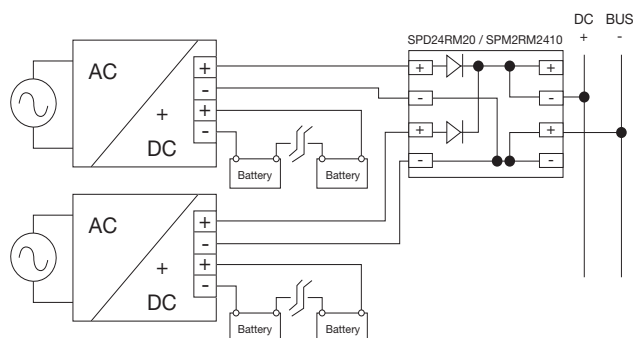 DC BUS
+ -
SPD24RM20 / SPM2RM2410
AC
+
DC
+
-
+
-
+
-
+
-
+
-
+
-
Battery
Battery
AC
+
DC
+
-
+
-
Battery
Battery